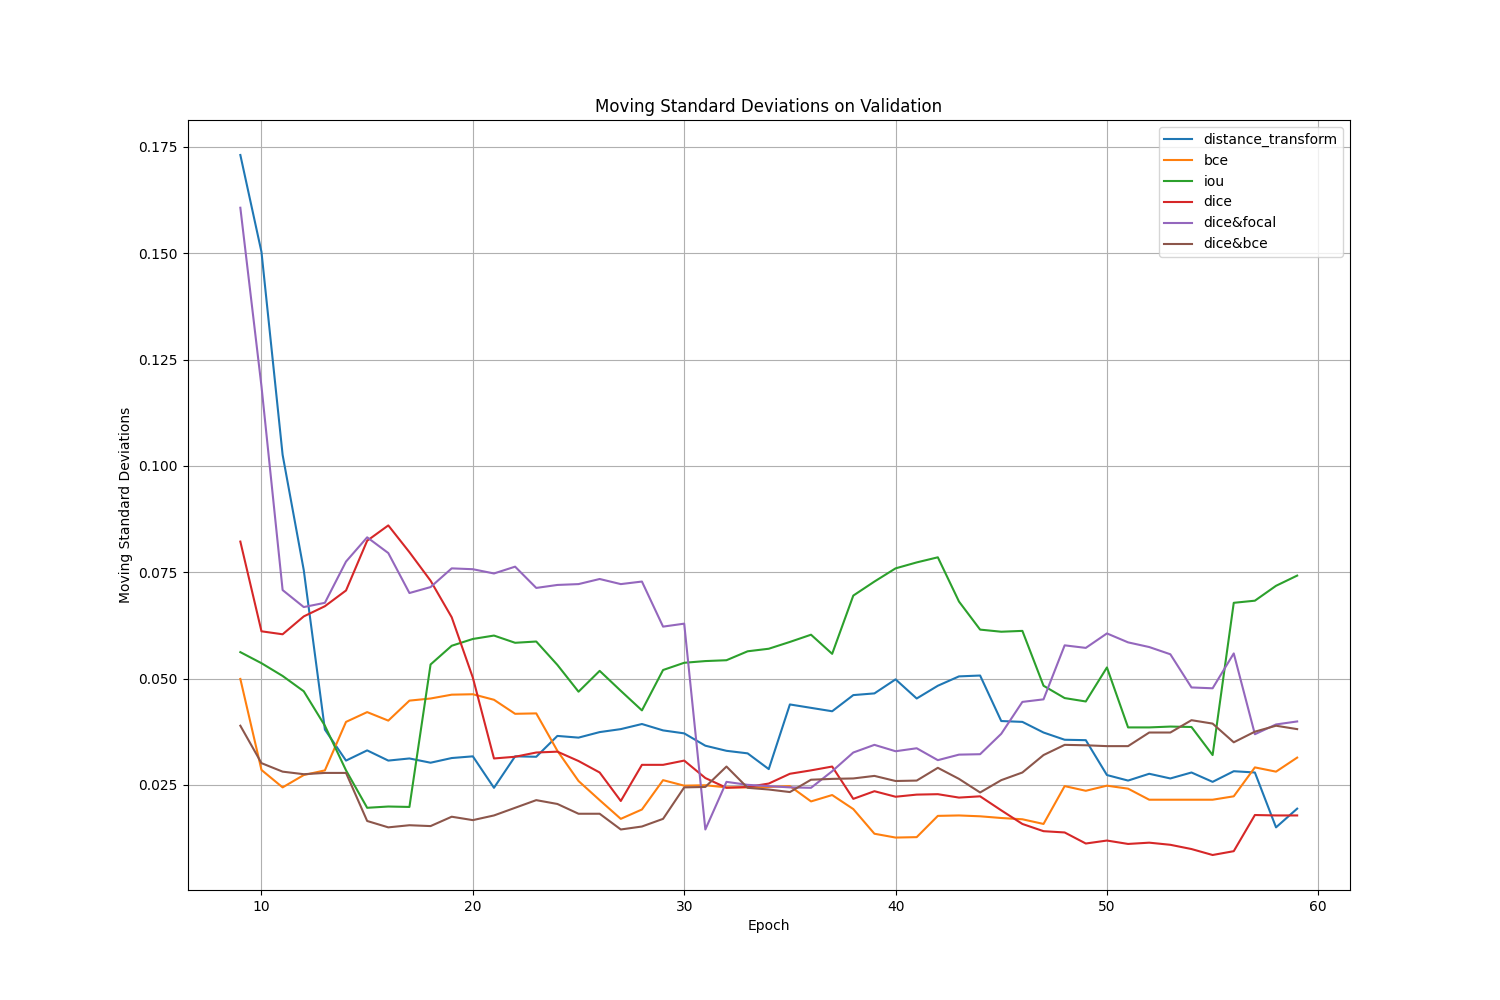 Moving Standard Deviations on Validation
distance_transform
bce
iou
dice
dice&focal
dice&bce
0.175
0.150
0.125
0.100
0.075
0.050
0.025
Moving Standard Deviations
10
20
30
40
50
60
Epoch